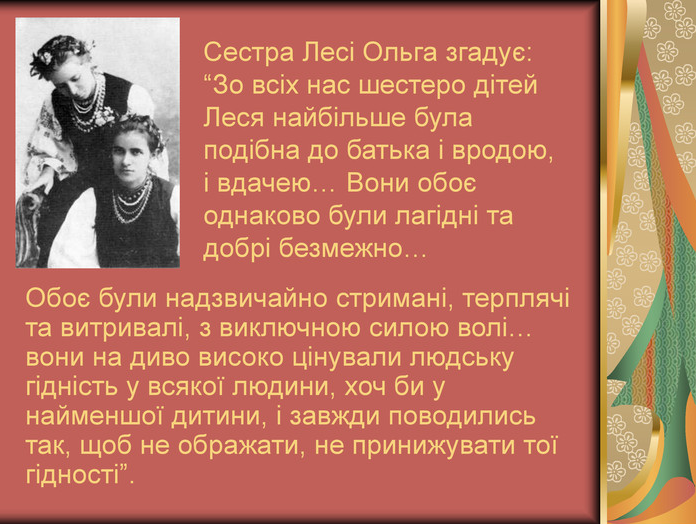 Сестра Лесі Ольга згадує:
“Зо всіх нас шестеро дітей
Леся найбільше була
подібна до батька і вродою,
і вдачею… Вони обоє
однаково були лагідні та
добрі безмежно…
Обоє були надзвичайно стримані, терплячі
та витривалі, з виключною силою волі…
вони на диво високо цінували людську
гідність у всякої людини, хоч би у
найменшої дитини, і завжди поводились
так, щоб не ображати, не принижувати тої
гідності”.